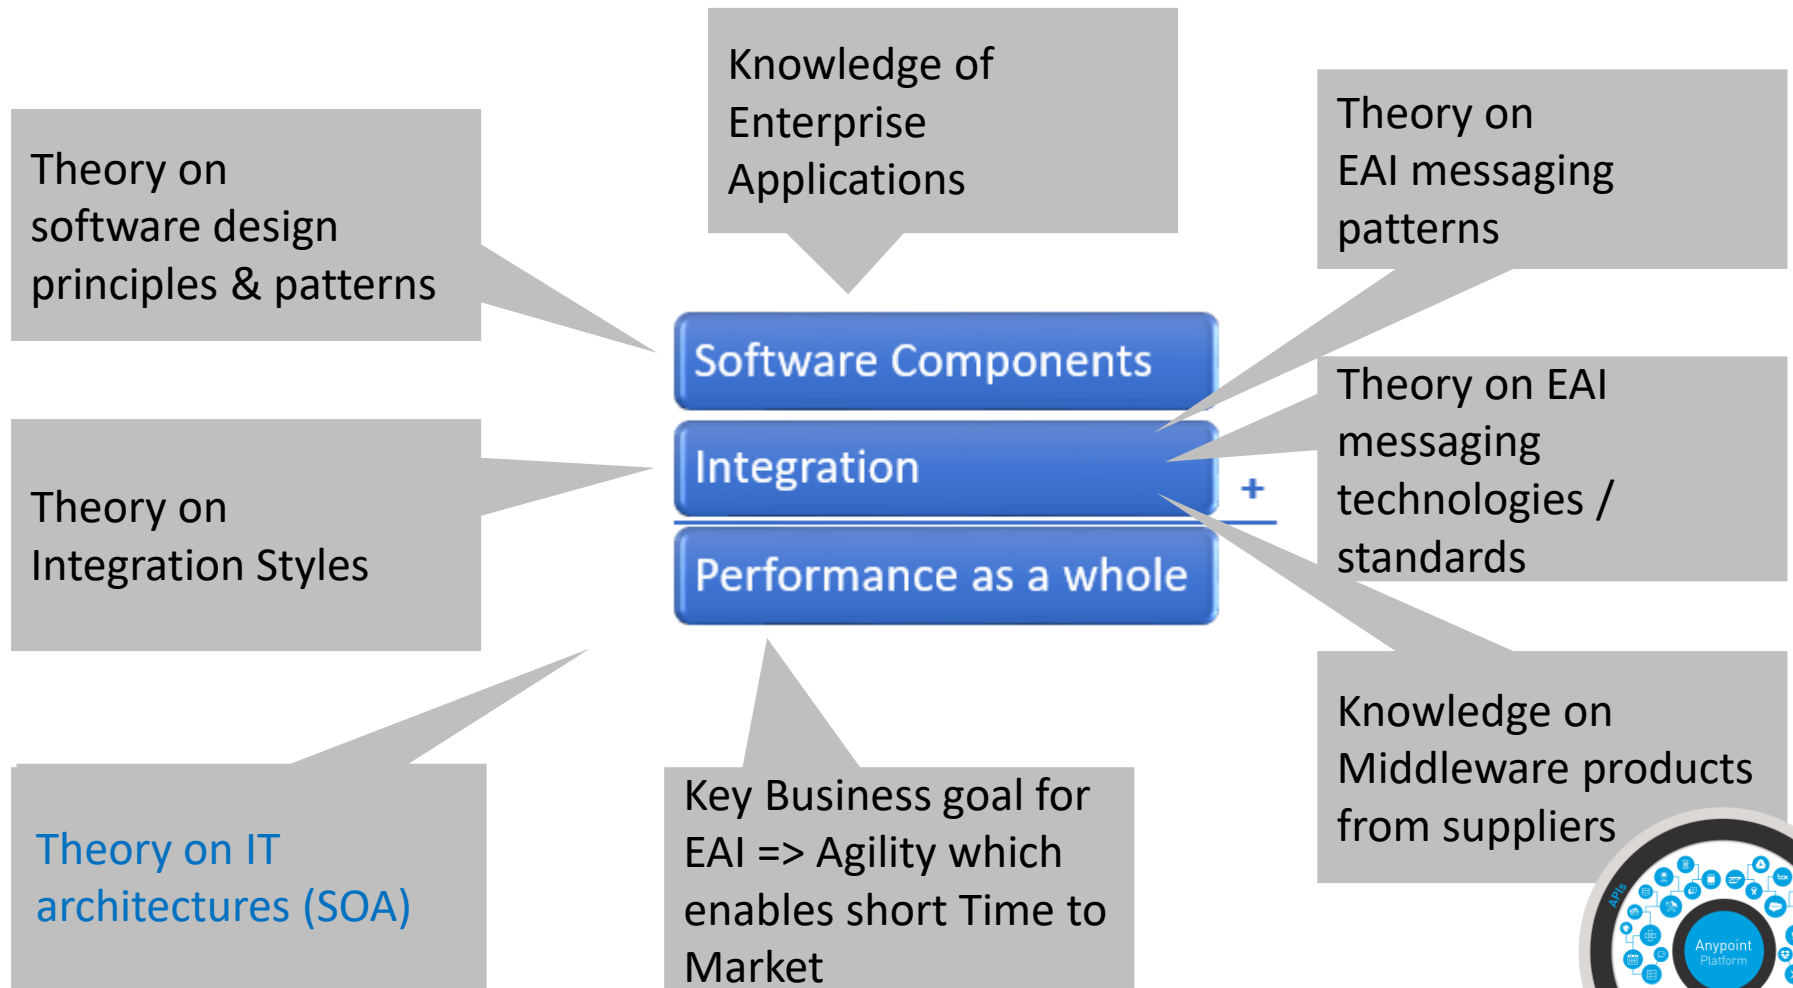 Knowledge of
Enterprise
Applications
Theory on
software design
principles & patterns
Theory on
EAI messaging
patterns
Software Components
Integration
+
Performance as a whole
Theory on
Integration Styles
Theory on EAI
messaging
technologies /
standards
Theory on IT
architectures (SOA)
Key Business goal for
EAI => Agility which
enables short Time to
Market
Knowledge on
Middleware products
from suppliers
APIs
box
Anypoint
Platform